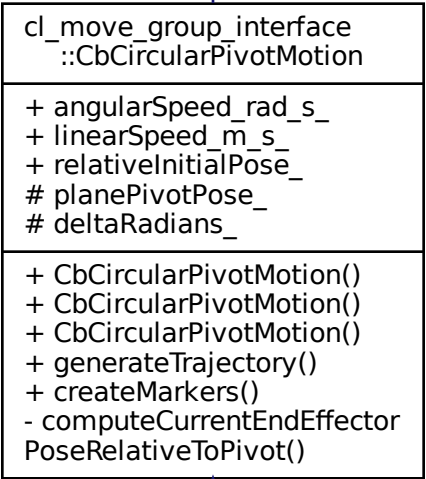 cl_move_group_interface
::CbCircularPivotMotion
+ angularSpeed_rad_s_
+ linearSpeed_m_s_
+ relativeInitialPose_
# planePivotPose_
# deltaRadians_
+ CbCircularPivotMotion()
+ CbCircularPivotMotion()
+ CbCircularPivotMotion()
+ generateTrajectory()
+ createMarkers()
- computeCurrentEndEffector
PoseRelativeToPivot()